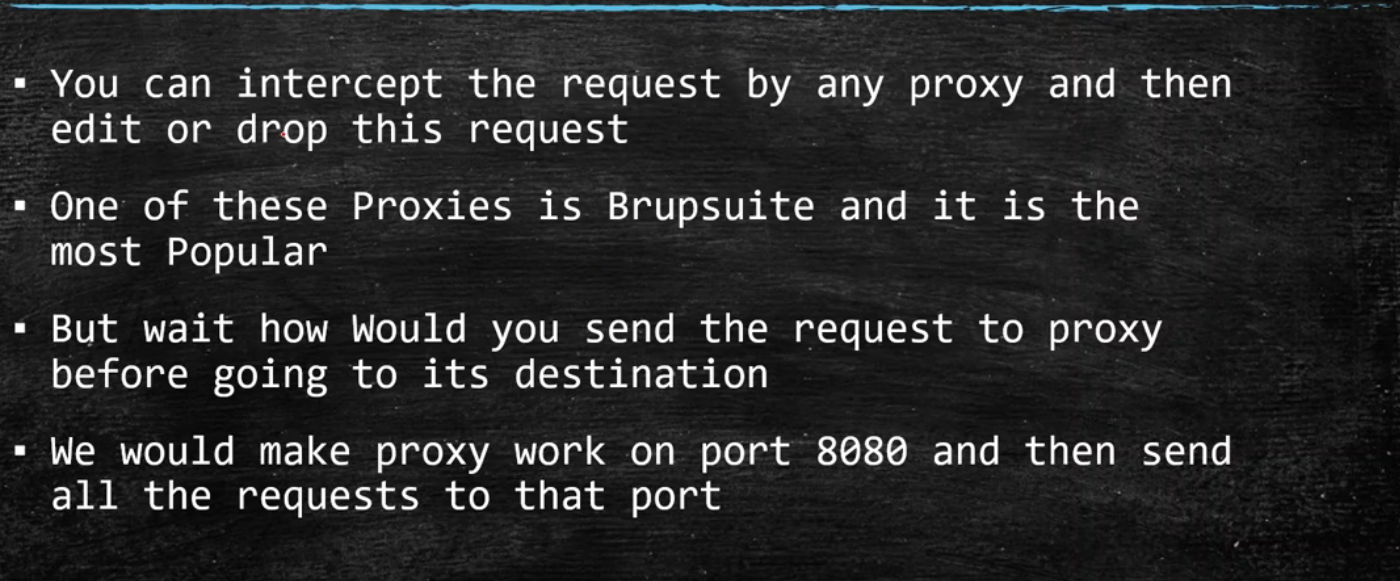 ▪ You can intercept the request by any proxy and then
edit or drop this request
▪ One of these Proxies is Brupsuite and it is the
most Popular
▪ But wait how Would you send the request to proxy
before going to its destination
▪ We would make proxy work on port 8080 and then send
all the requests to that port